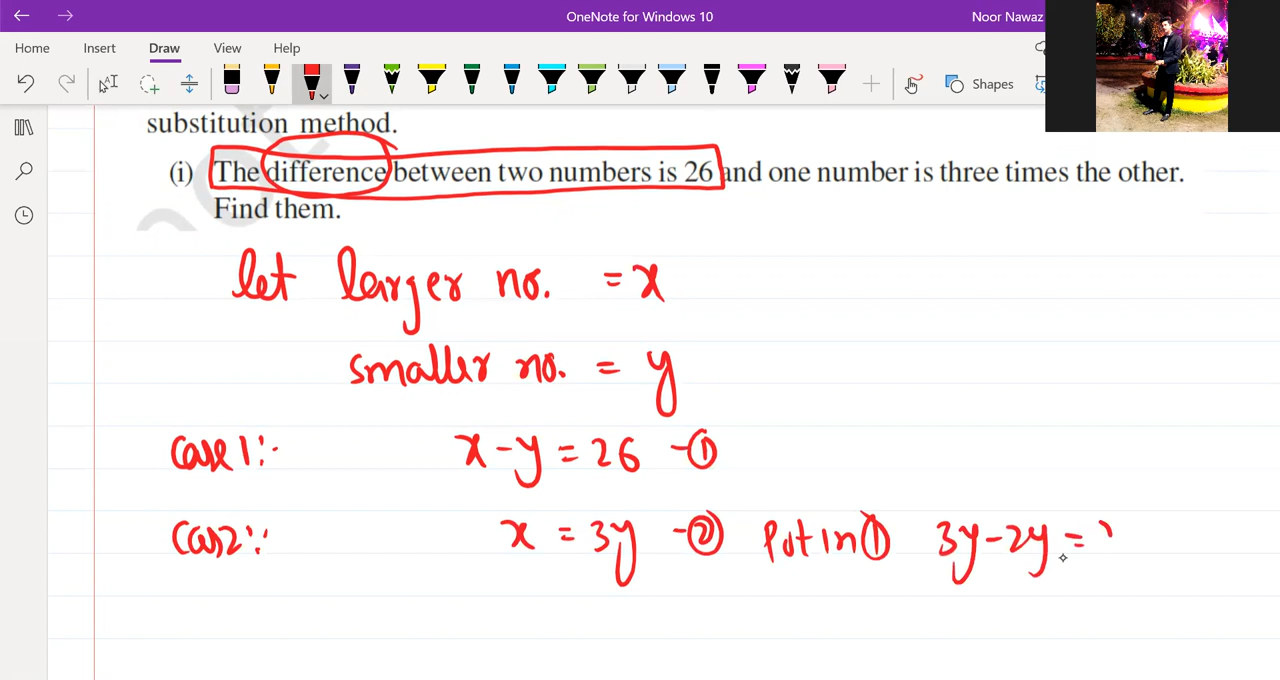 OneNote for Windows 10
Noor Nawaz
Home Insert Draw View Help
Shapes
substitution method.
(i) The difference between two numbers is 26 and one number is three times the other.
Find them.
let larger no. = x
smaller no. = y
Case 1:- x - y = 26 -①
Cas2:- x = 3y -② Put in ① 3y - 2y =